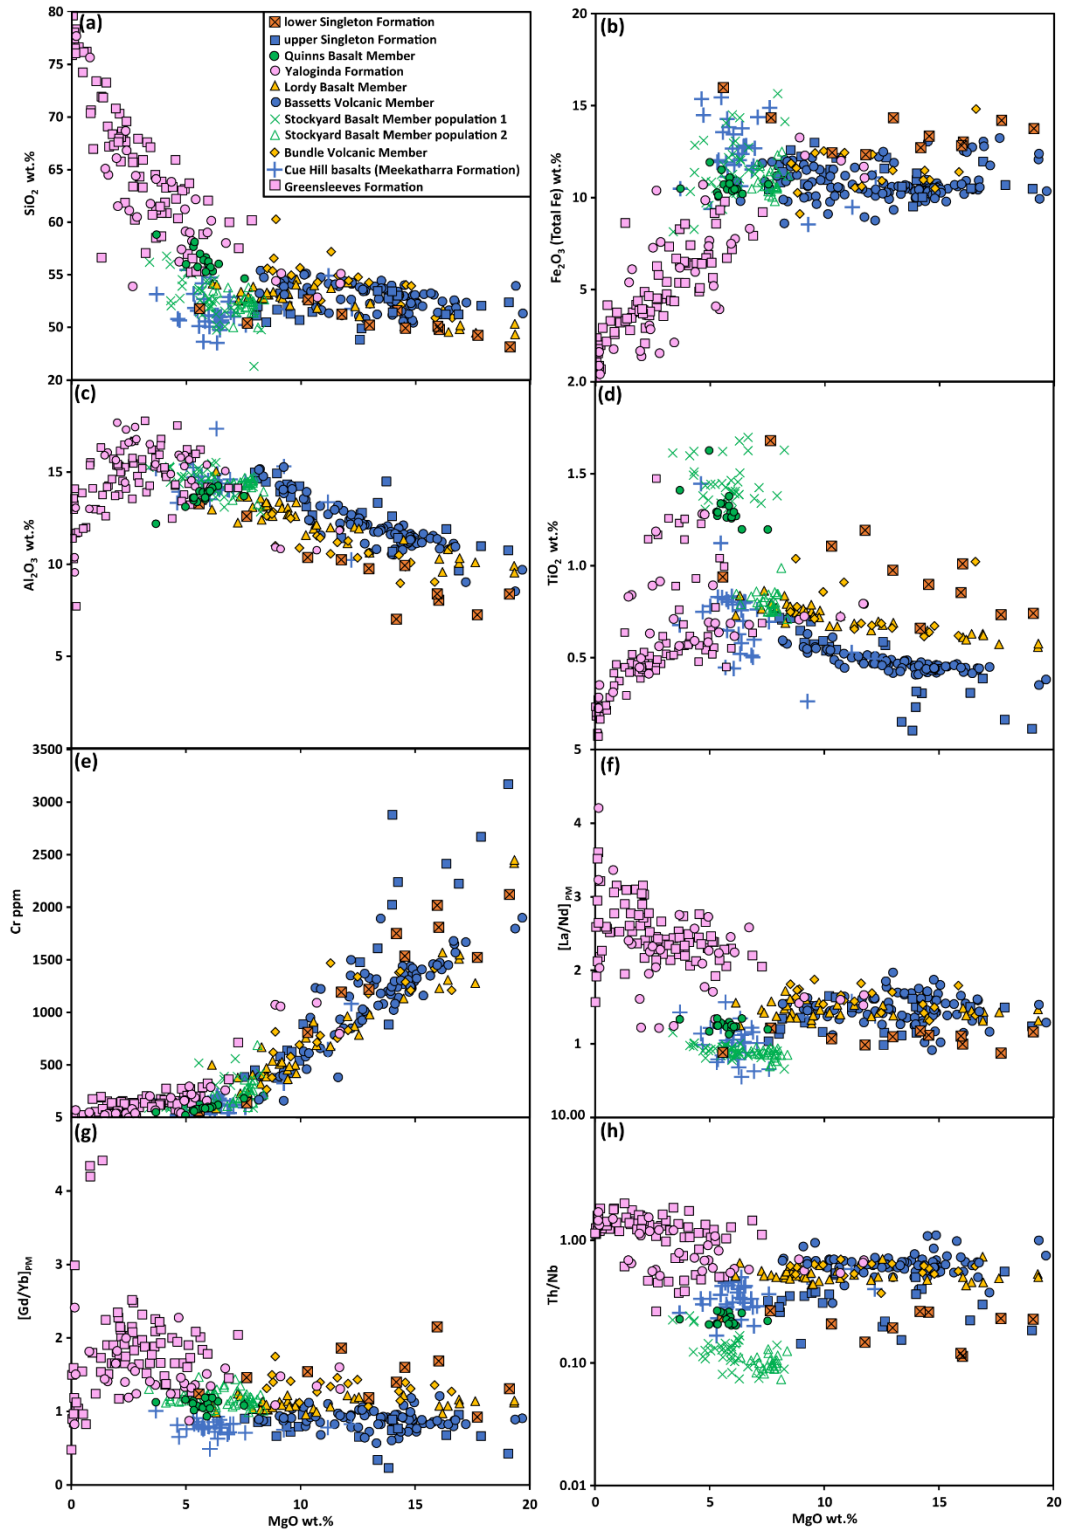 (a)
80
75
70
65
60
55
50
20
SiO₂ wt.%
lower Singleton Formation
upper Singleton Formation
Quinns Basalt Member
Yaloginda Formation
Lordy Basalt Member
Bassetts Volcanic Member
Stockyard Basalt Member population 1
Stockyard Basalt Member population 2
Bundle Volcanic Member
Cue Hill basalts (Meekatharra Formation)
Greensleeves Formation
(b)
20
15
10
5
2.0
Fe₂O₃ (Total Fe) wt.%
(c)
15
10
5
3500
Al₂O₃ wt.%
(d)
1.5
1.0
0.5
5
TiO₂ wt.%
(e)
3000
2500
2000
1500
1000
500
5
Cr ppm
(f)
4
3
2
1
10.00
[La/Nd]PM
(g)
4
3
2
1
0
[Gd/Yb]PM
0 5 10 15 20
MgO wt.%
(h)
1.00
0.10
0.01
Th/Nb
0 5 10 15 20
MgO wt.%